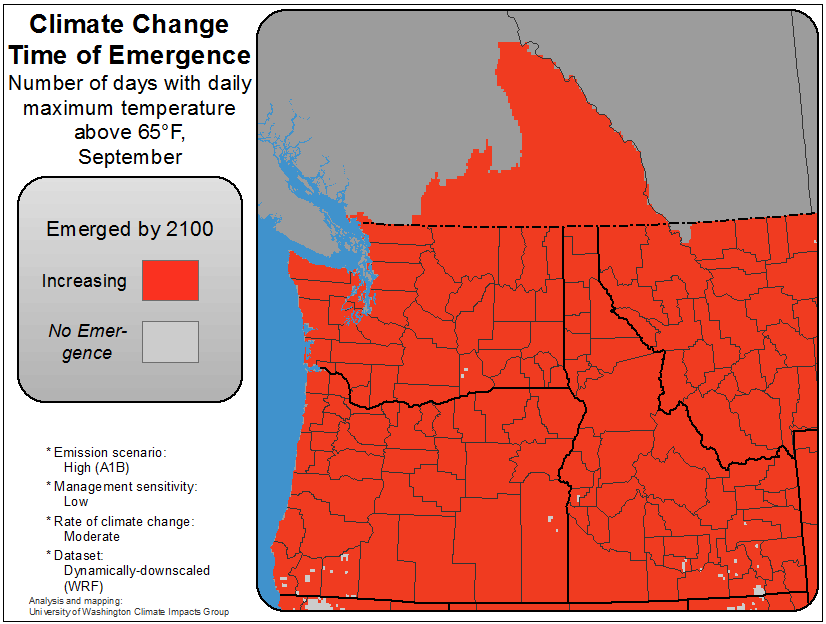 Climate Change
Time of Emergence
Number of days with daily
maximum temperature
above 65°F,
September
Emerged by 2100
Increasing
No Emer-
gence
* Emission scenario:
High (A1B)
* Management sensitivity:
Low
* Rate of climate change:
Moderate
* Dataset:
Dynamically-downscaled
(WRF)
Analysis and mapping:
University of Washington Climate Impacts Group